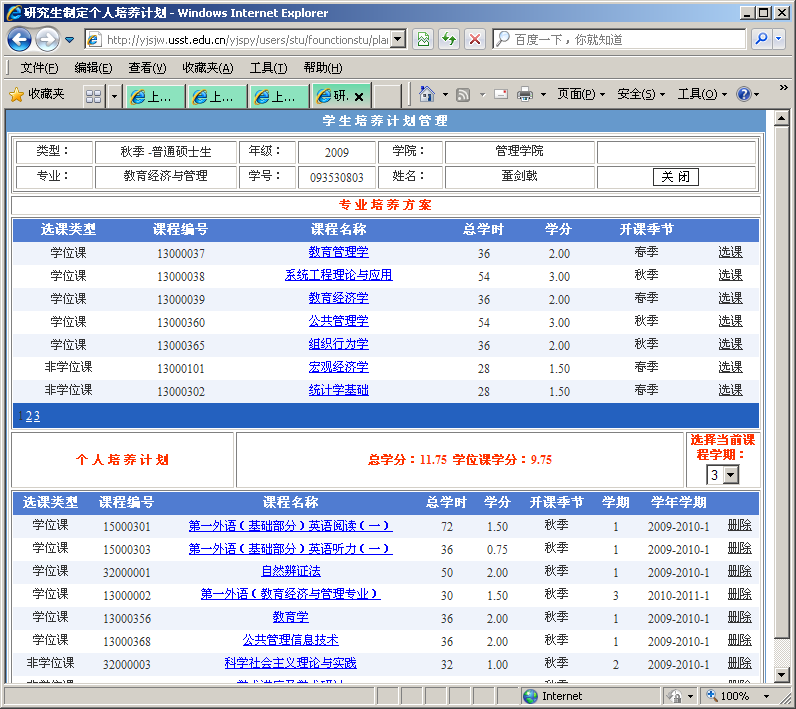 研究生制定个人培养计划 - Windows Internet Explorer
http://yjsjw.usst.edu.cn/yjspy/users/stu/founctionstu/plan 百度一下，你就知道
文件(F) 编辑(E) 查看(V) 收藏夹(A) 工具(T) 帮助(H)
收藏夹 上... 上... 上... 研. 页面(P) 安全(S) 工具(O) »
学生培养计划管理
类型： 秋季 -普通硕士生 年级： 2009 学院： 管理学院
专业： 教育经济与管理 学号： 093530803 姓名： 董剑戟 关 闭
专业培养方案
选课类型 课程编号 课程名称 总学时 学分 开课季节
学位课 13000037 教育管理学 36 2.00 春季 选课
学位课 13000038 系统工程理论与应用 54 3.00 秋季 选课
学位课 13000039 教育经济学 36 2.00 春季 选课
学位课 13000360 公共管理学 54 3.00 秋季 选课
学位课 13000365 组织行为学 36 2.00 秋季 选课
非学位课 13000101 宏观经济学 28 1.50 春季 选课
非学位课 13000302 统计学基础 28 1.50 春季 选课
1 2 3
个人培养计划 总学分：11.75 学位课学分：9.75 选择当前课
程学期：
3
选课类型 课程编号 课程名称 总学时 学分 开课季节 学期 学年学期
学位课 15000301 第一外语（基础部分）英语阅读（一） 72 1.50 秋季 1 2009-2010-1 删除
学位课 15000303 第一外语（基础部分）英语听力（一） 36 0.75 秋季 1 2009-2010-1 删除
学位课 32000001 自然辨证法 50 2.00 秋季 1 2009-2010-1 删除
学位课 13000002 第一外语（教育经济与管理专业） 30 1.50 秋季 3 2010-2011-1 删除
学位课 13000356 教育学 36 2.00 秋季 1 2009-2010-1 删除
学位课 13000368 公共管理信息技术 36 2.00 秋季 1 2009-2010-1 删除
非学位课 32000003 科学社会主义理论与实践 32 1.00 秋季 2 2009-2010-1 删除
Internet 100%